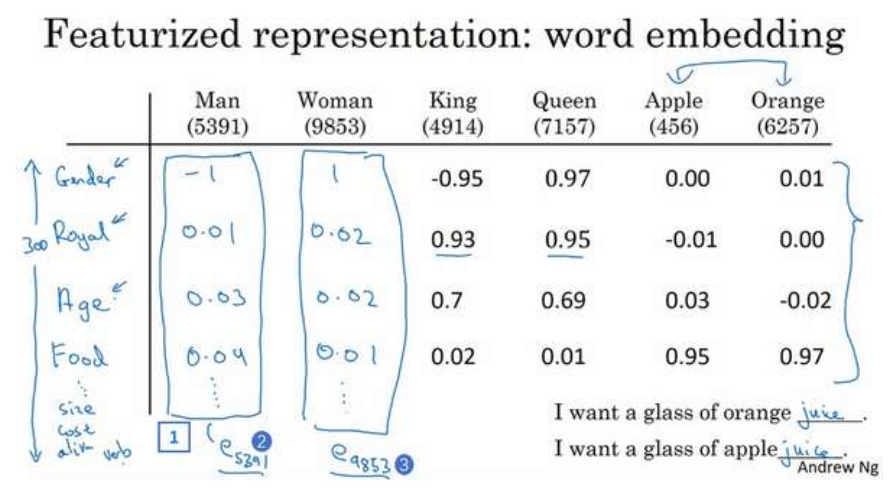 Featurized representation: word embedding
Man Woman King Queen Apple Orange
(5391) (9853) (4914) (7157) (456) (6257)
Gender -1 1 -0.95 0.97 0.00 0.01
300 Royal 0.01 0.02 0.93 0.95 -0.01 0.00
Age 0.03 0.02 0.7 0.69 0.03 -0.02
Food 0.04 0.01 0.02 0.01 0.95 0.97
size
cost
alive verb
1 e5391 2 e9853 3
I want a glass of orange juice.
I want a glass of apple juice.
Andrew Ng